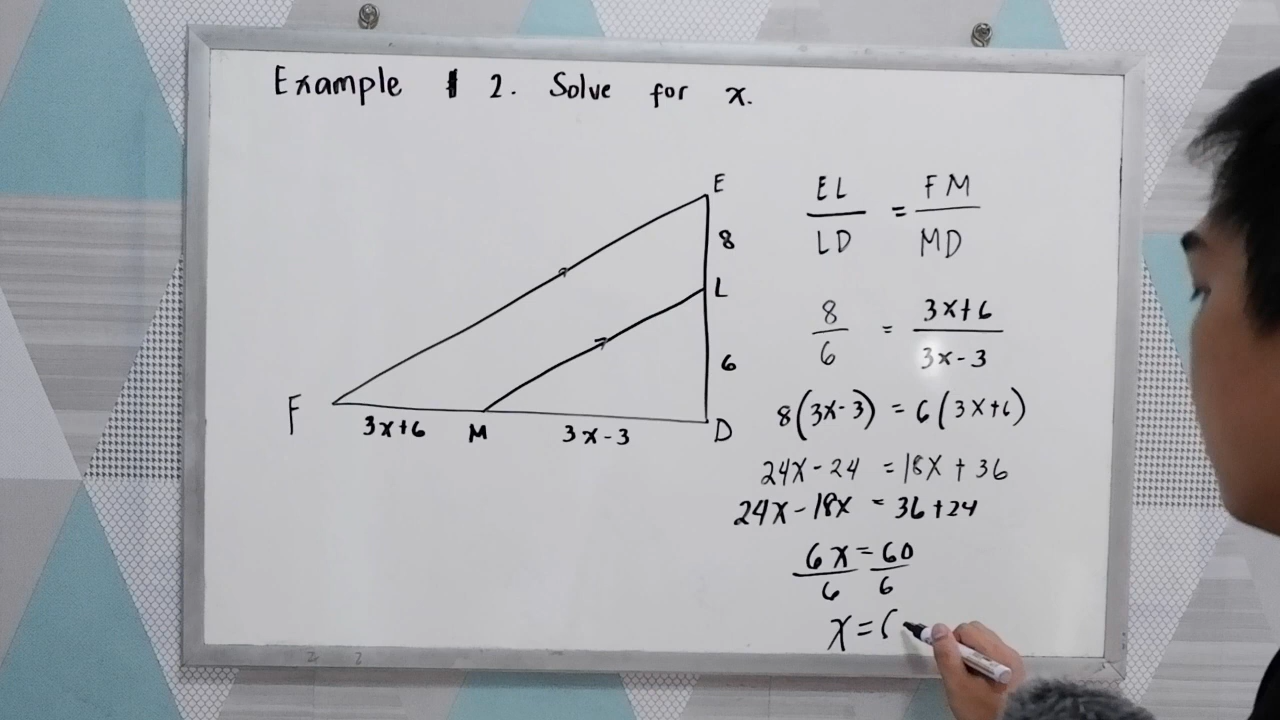 Example # 2. Solve for x.
E
8
L
6
F
3x+6
M
3x-3
D
EL/LD = FM/MD
8/6 = 3x+6/3x-3
8(3x-3) = 6(3x+6)
24x-24 = 18x+36
24x-18x = 36+24
6x/6 = 60/6
x=